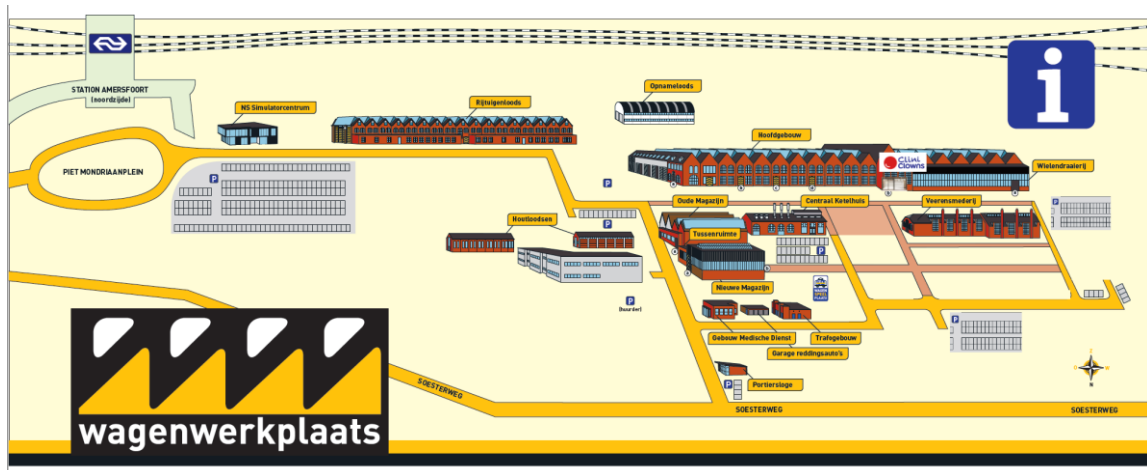 STATION AMERSFOORT
(noordzijde)
NS Simulatorcentrum
Rijtuigenloods
Opnameloods
i
Hoofdgebouw
Clini
Clowns
Wielendraaierij
PIET MONDRIAANPLEIN
P
P
P
P
Oude Magazijn
Centraal Ketelhuis
Veerensmederij
Houtloodsen
Tussenruimte
P
Nieuwe Magazijn
P
(huurder)
P
Gebouw Medische Dienst
Trafogebouw
Garage reddingsauto's
P
Portiersloge
SOESTERWEG
SOESTERWEG
SOESTERWEG
N
wagenwerkplaats